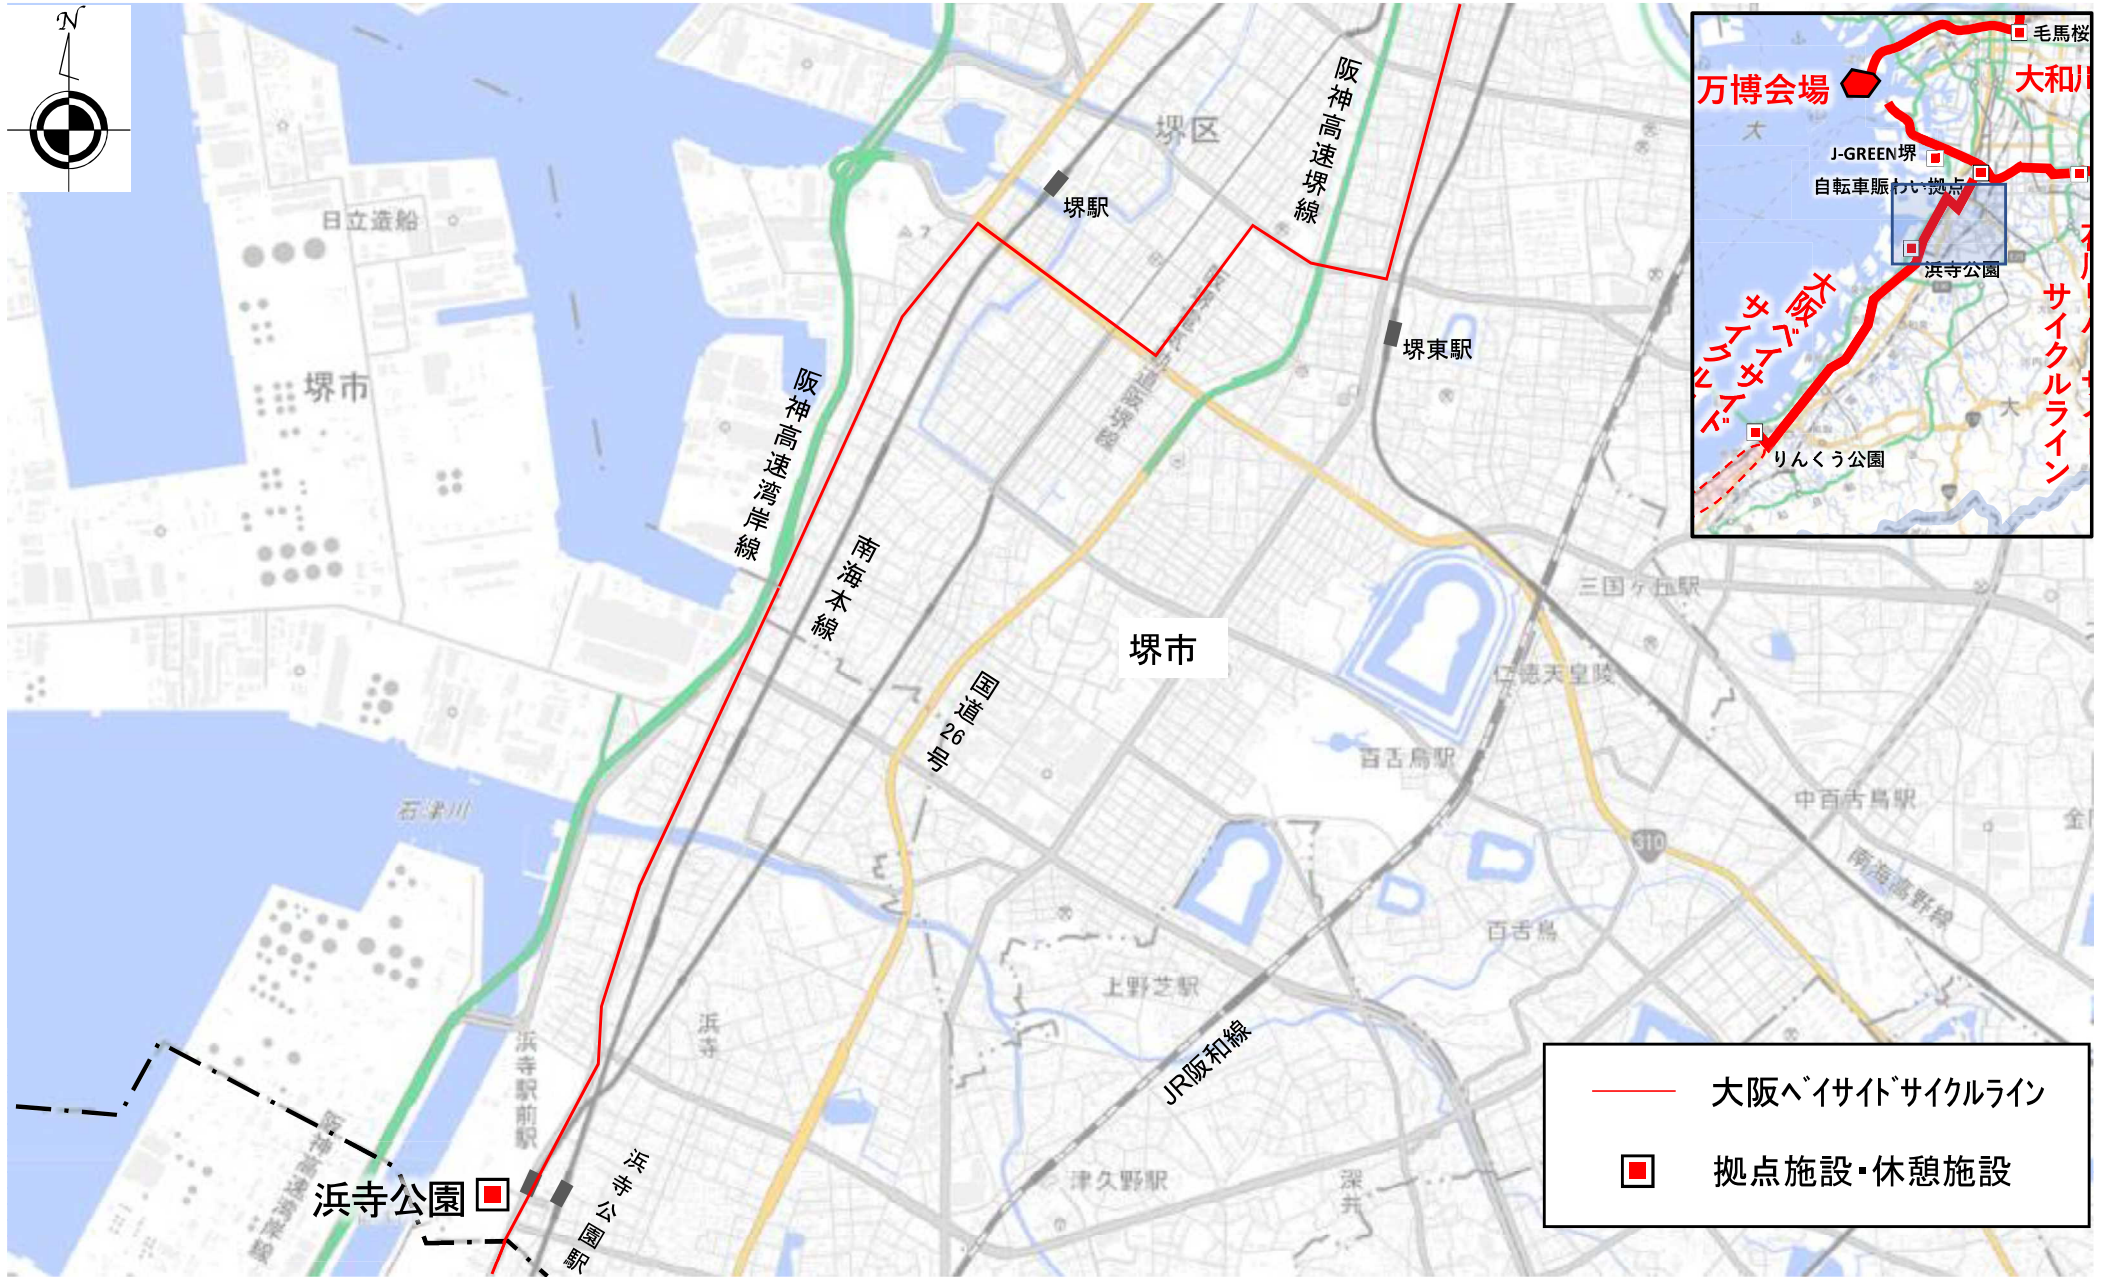 N
日立造船
堺市
石津川
浜寺公園
阪神高速湾岸線
阪神高速湾岸線
浜寺駅前駅
浜寺公園駅
浜寺
南海本線
国道26号
堺区
堺駅
7
阪神高速堺線
堺東駅
堺市
三国ヶ丘駅
仁徳天皇陵
百舌鳥駅
310
中百舌鳥駅
南海高野線
百舌鳥
上野芝駅
JR阪和線
津久野駅
深井
毛馬桜
万博会場
大和川
大
J-GREEN堺
自転車賑わい拠点
浜寺公園
大阪ベイサイド
サイクルライン
りんくう公園
大
大阪ベイサイドサイクルライン
拠点施設・休憩施設